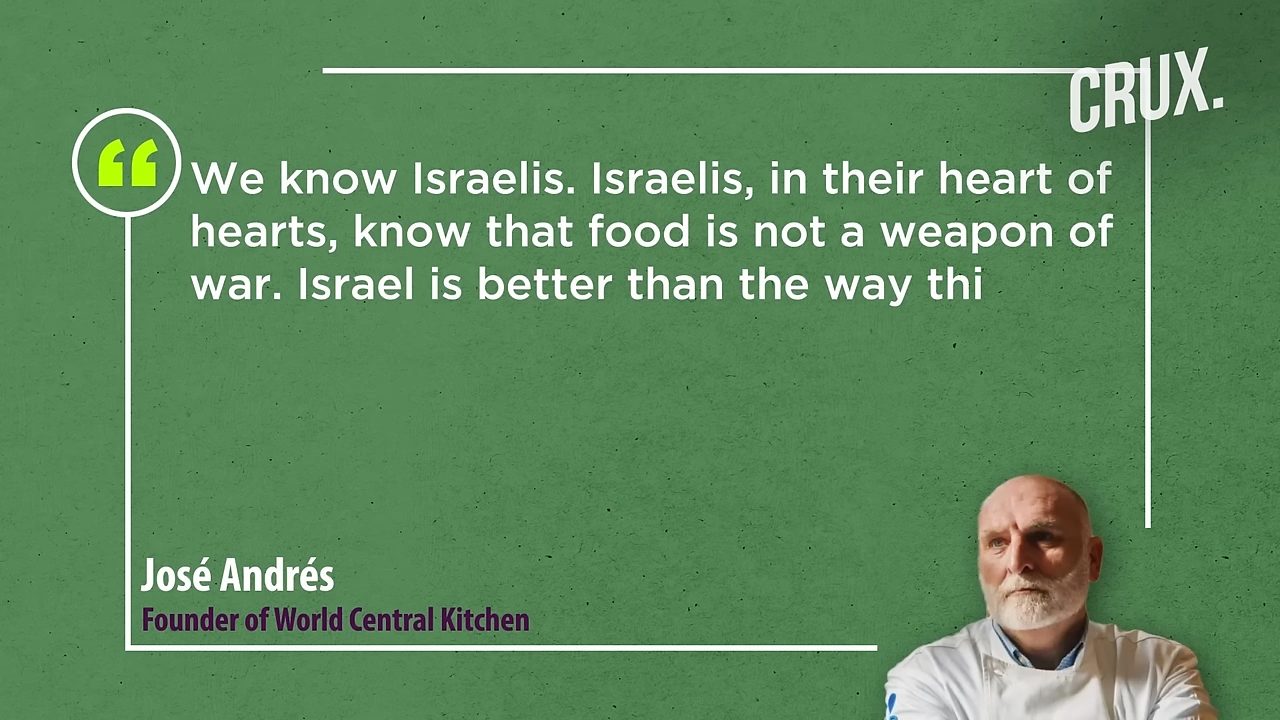 CRUX.
“
We know Israelis. Israelis, in their heart of
hearts, know that food is not a weapon of
war. Israel is better than the way thi
José Andrés
Founder of World Central Kitchen